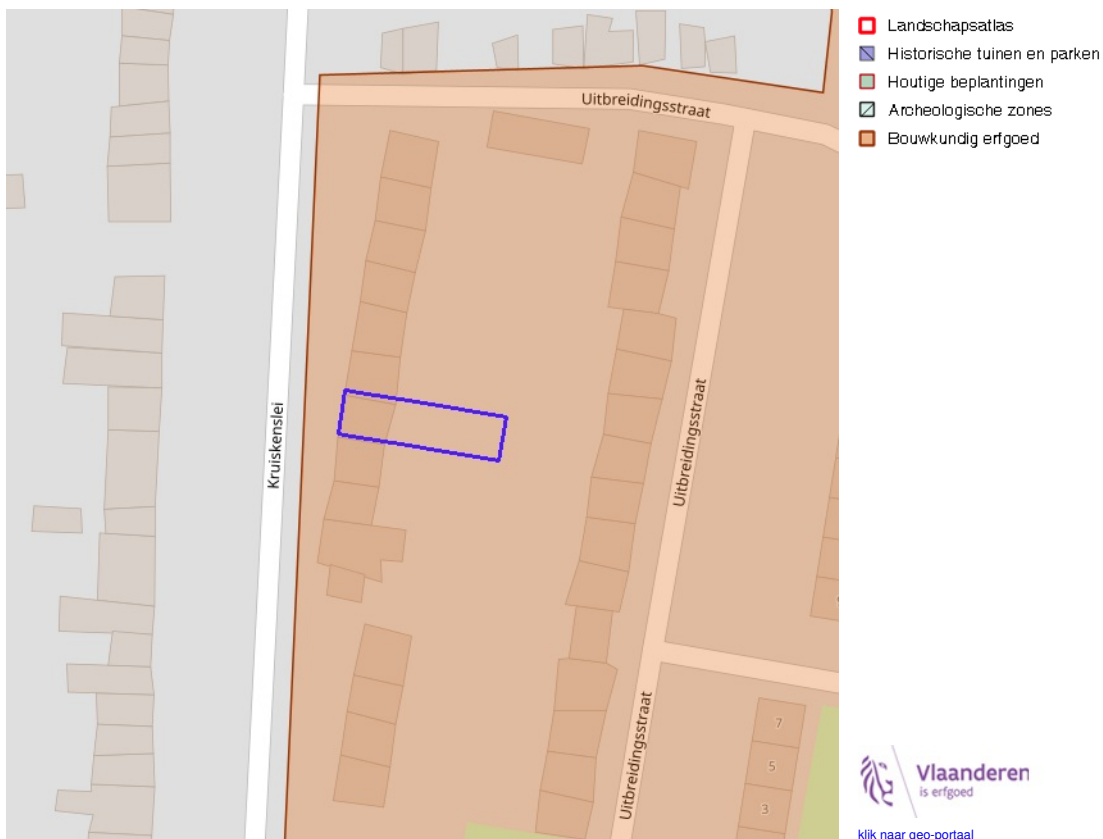 Landschapsatlas
Historische tuinen en parken
Houtige beplantingen
Archeologische zones
Bouwkundig erfgoed
Uitbreidingsstraat
Kruiskenslei
Uitbreidingsstraat
Uitbreidingsstraat
7
5
3
Vlaanderen
is erfgoed
klik naar geo-portaal